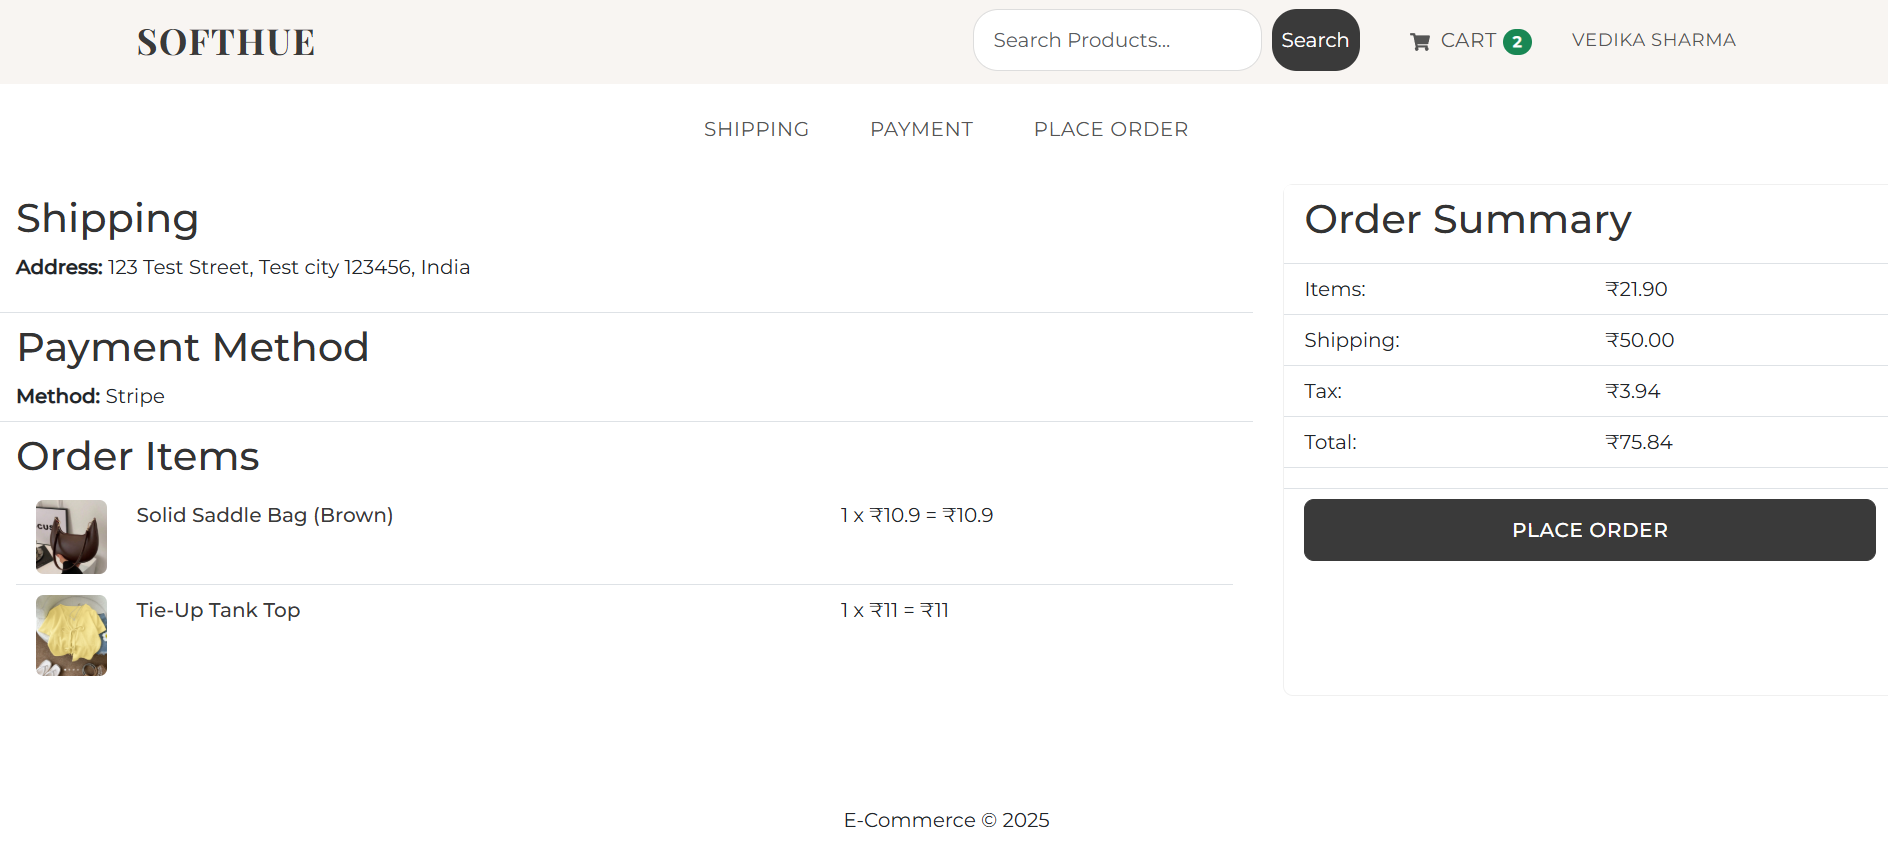 SOFTHUE
Search Products...
Search
CART 2
VEDIKA SHARMA
SHIPPING
PAYMENT
PLACE ORDER
Shipping
Address: 123 Test Street, Test city 123456, India
Payment Method
Method: Stripe
Order Items
Solid Saddle Bag (Brown)
1 x ₹10.9 = ₹10.9
Tie-Up Tank Top
1 x ₹11 = ₹11
Order Summary
Items: ₹21.90
Shipping: ₹50.00
Tax: ₹3.94
Total: ₹75.84
PLACE ORDER
E-Commerce © 2025